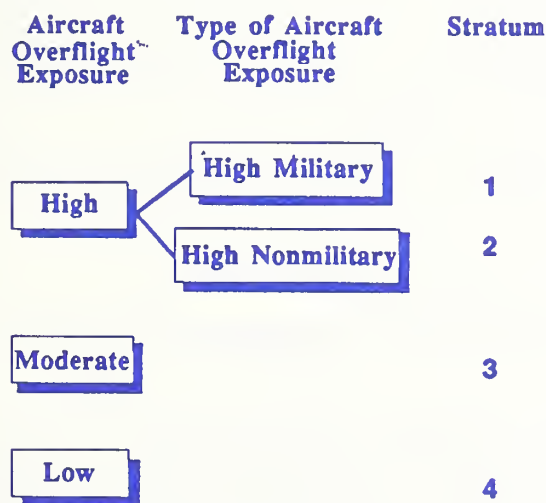 Aircraft Overflight Exposure
Type of Aircraft Overflight Exposure
Stratum
High
High Military
1
High Nonmilitary
2
Moderate
3
Low
4